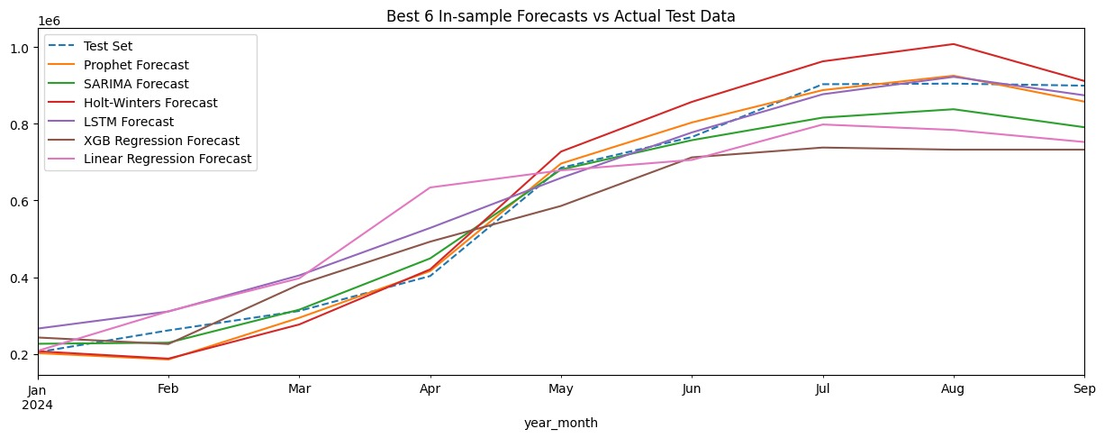 Best 6 In-sample Forecasts vs Actual Test Data
1e6
Test Set
Prophet Forecast
SARIMA Forecast
Holt-Winters Forecast
LSTM Forecast
XGB Regression Forecast
Linear Regression Forecast
1.0
0.8
0.6
0.4
0.2
Jan Feb Mar Apr May Jun Jul Aug Sep
2024
year_month